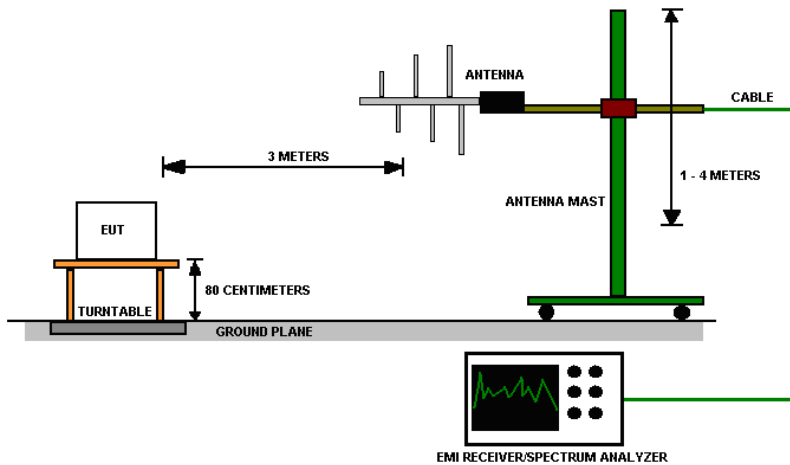 ANTENNA
CABLE
3 METERS
1 - 4 METERS
ANTENNA MAST
EUT
80 CENTIMETERS
TURNTABLE
GROUND PLANE
EMI RECEIVER/SPECTRUM ANALYZER